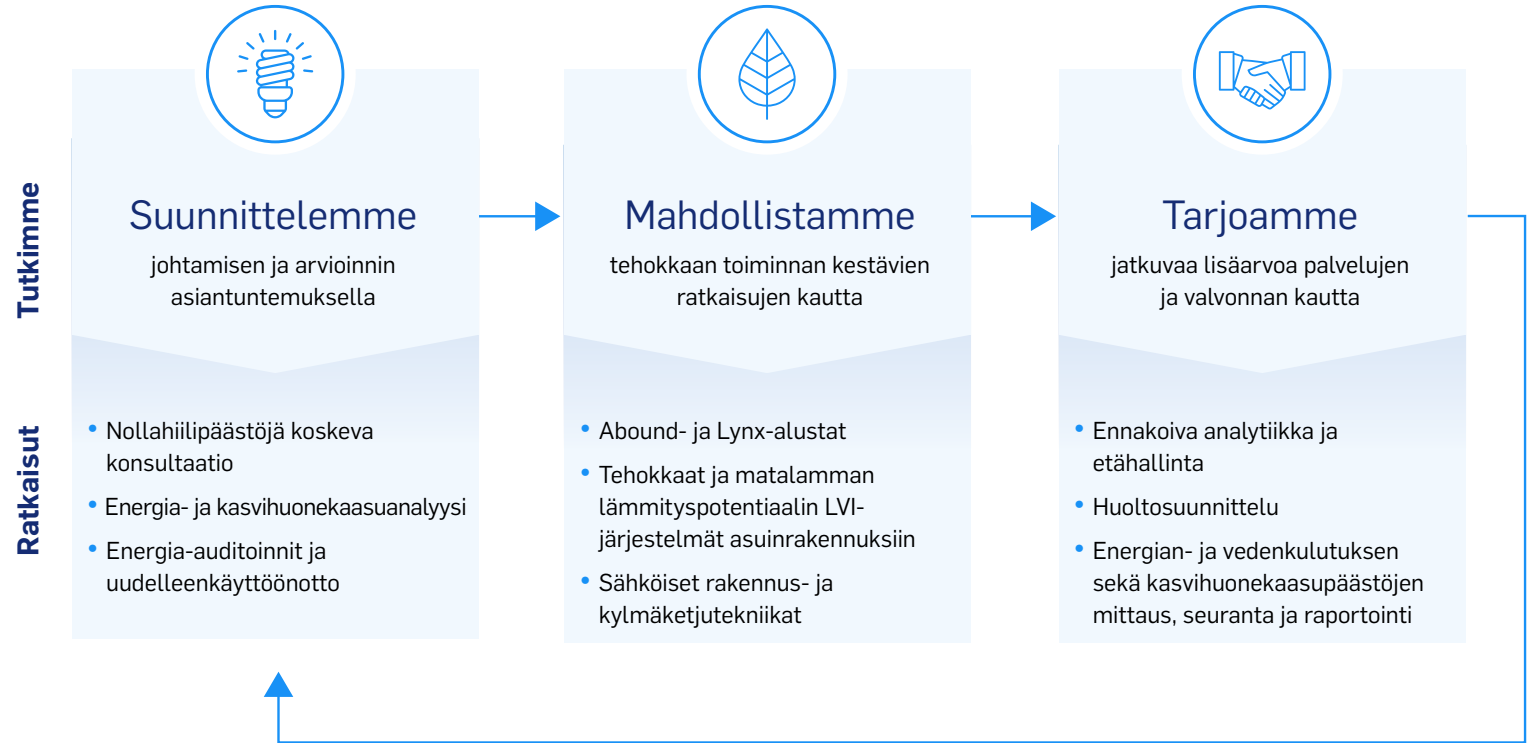 Tutkimme
Suunnittelemme
johtamisen ja arvioinnin
asiantuntemuksella
Mahdollistamme
tehokkaan toiminnan kestävien
ratkaisujen kautta
Tarjoamme
jatkuvaa lisäarvoa palvelujen
ja valvonnan kautta
Ratkaisut
• Nollahiilipäästöjä koskeva
konsultaatio
• Energia- ja kasvihuonekaasuanalyysi
• Energia-auditoinnit ja
uudelleenkäyttöönotto
• Abound- ja Lynx-alustat
• Tehokkaat ja matalamman
lämmityspotentiaalin LVI-
järjestelmät asuinrakennuksiin
• Sähköiset rakennus- ja
kylmäketjutekniikat
• Ennakoiva analytiikka ja
etähallinta
• Huoltosuunnittelu
• Energian- ja vedenkulutuksen
sekä kasvihuonekaasupäästöjen
mittaus, seuranta ja raportointi